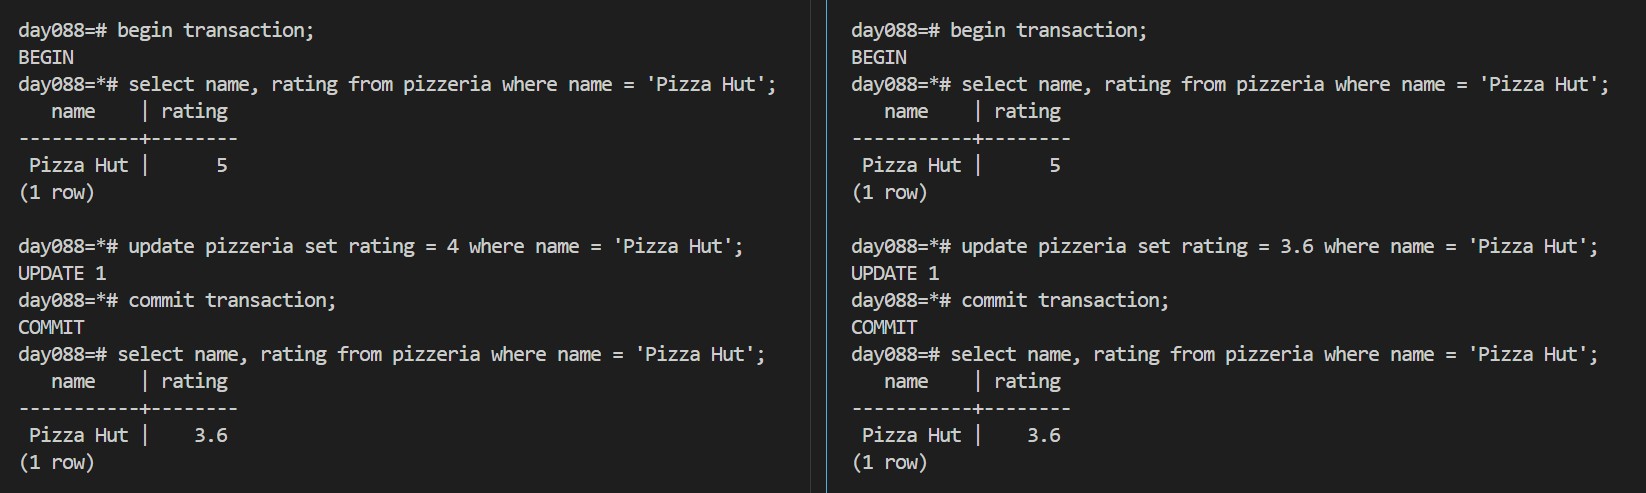 day088=# begin transaction;
BEGIN
day088=*# select name, rating from pizzeria where name = 'Pizza Hut';
   name    | rating
-----------+--------
 Pizza Hut |      5
(1 row)

day088=*# update pizzeria set rating = 4 where name = 'Pizza Hut';
UPDATE 1
day088=*# commit transaction;
COMMIT
day088=# select name, rating from pizzeria where name = 'Pizza Hut';
   name    | rating
-----------+--------
 Pizza Hut |    3.6
(1 row)

day088=# begin transaction;
BEGIN
day088=*# select name, rating from pizzeria where name = 'Pizza Hut';
   name    | rating
-----------+--------
 Pizza Hut |      5
(1 row)

day088=*# update pizzeria set rating = 3.6 where name = 'Pizza Hut';
UPDATE 1
day088=*# commit transaction;
COMMIT
day088=# select name, rating from pizzeria where name = 'Pizza Hut';
   name    | rating
-----------+--------
 Pizza Hut |    3.6
(1 row)